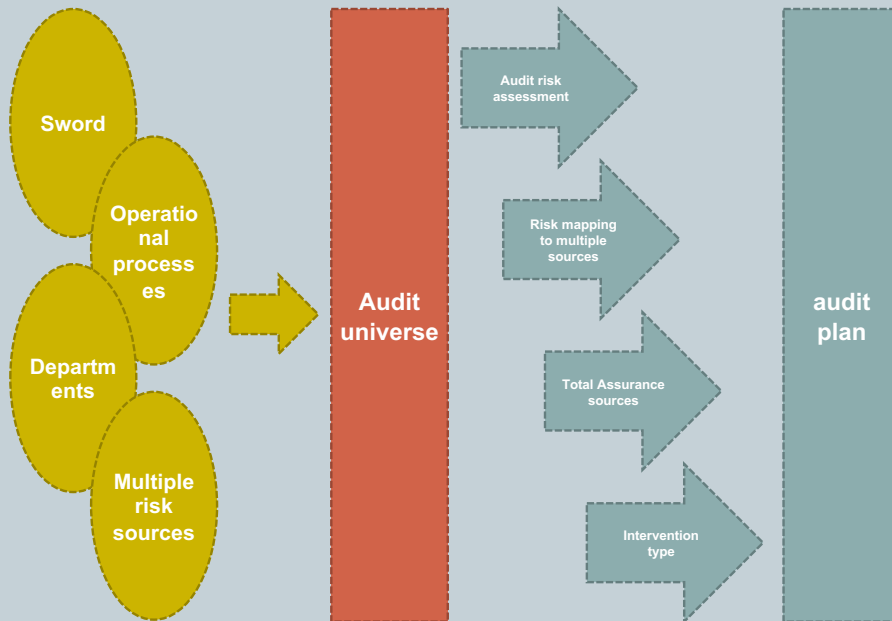 Sword
Operatio
nal
process
es
Departm
ents
Multiple
risk
sources
Audit
universe
Audit risk
assessment
Risk mapping
to multiple
sources
Total Assurance
sources
Intervention
type
audit
plan